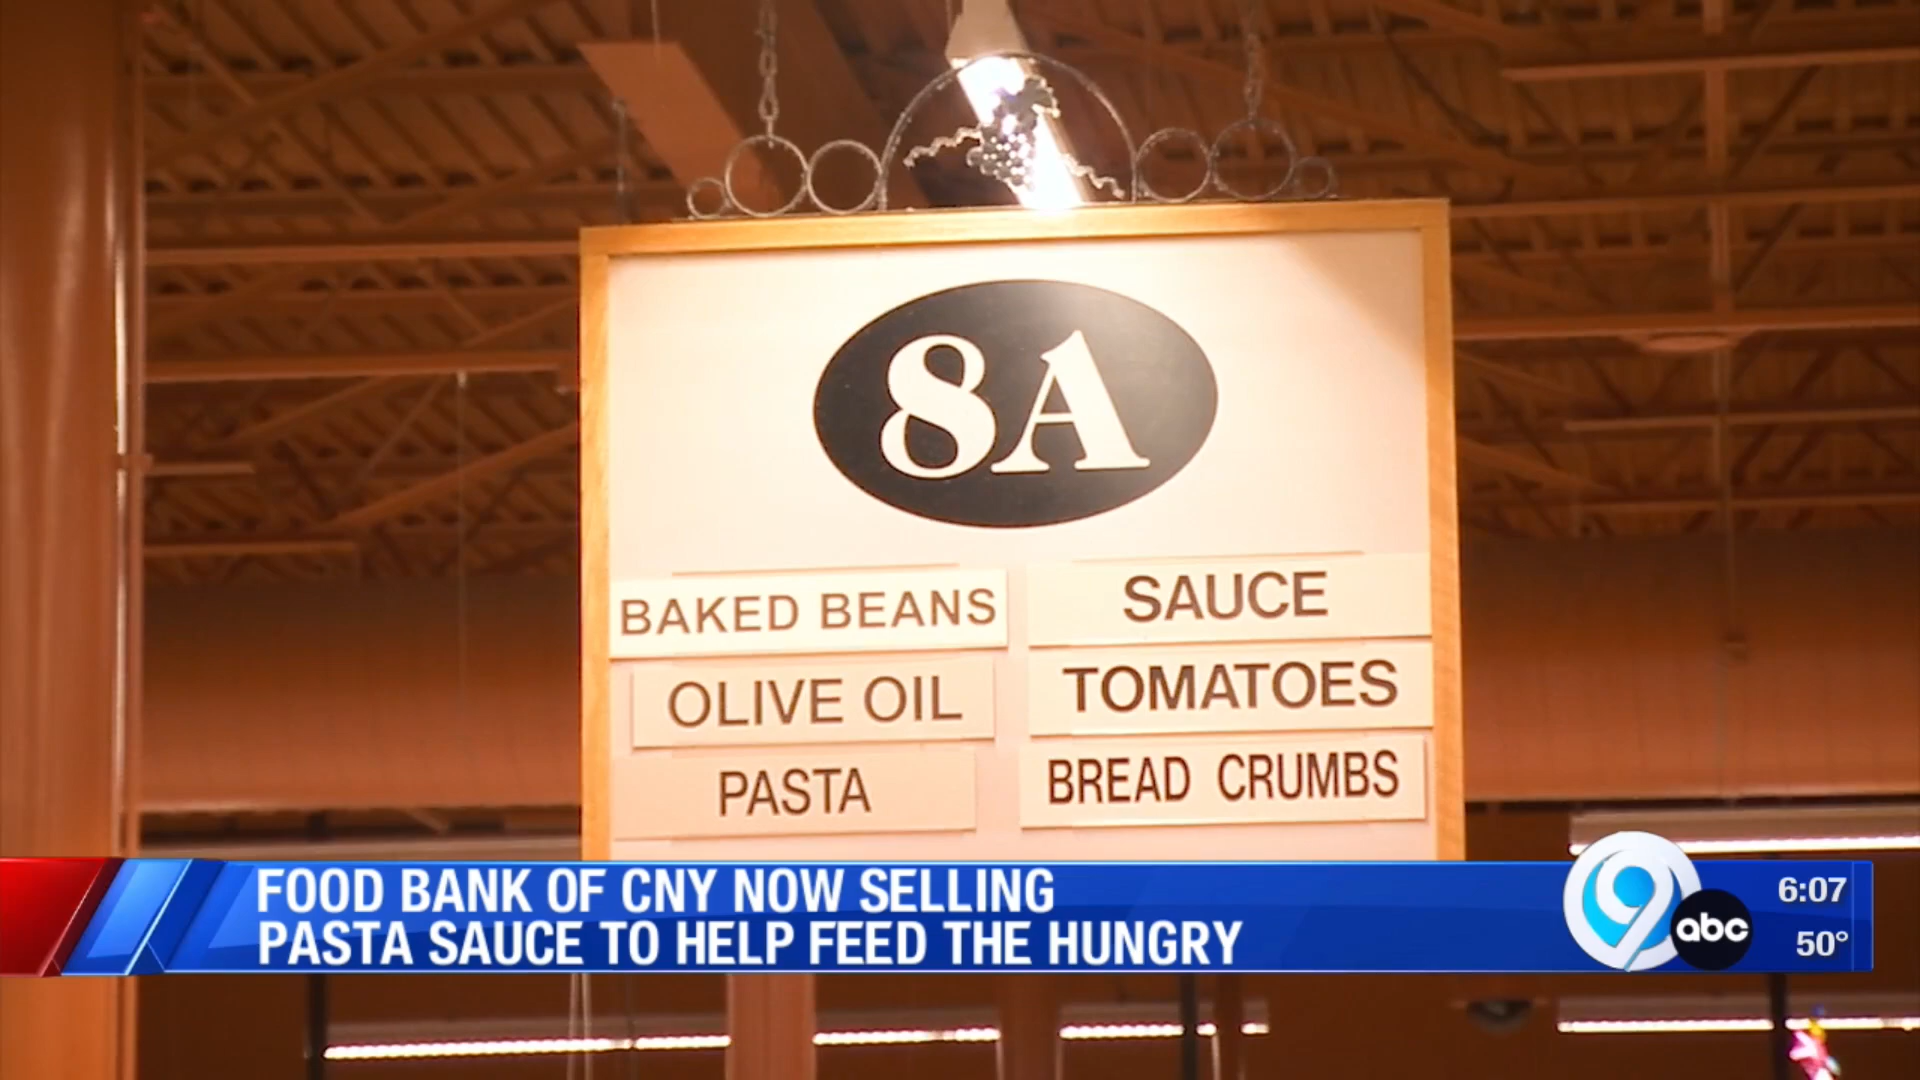 8A
BAKED BEANS
SAUCE
OLIVE OIL
TOMATOES
PASTA
BREAD CRUMBS
FOOD BANK OF CNY NOW SELLING
PASTA SAUCE TO HELP FEED THE HUNGRY
9
abc
6:07
50°